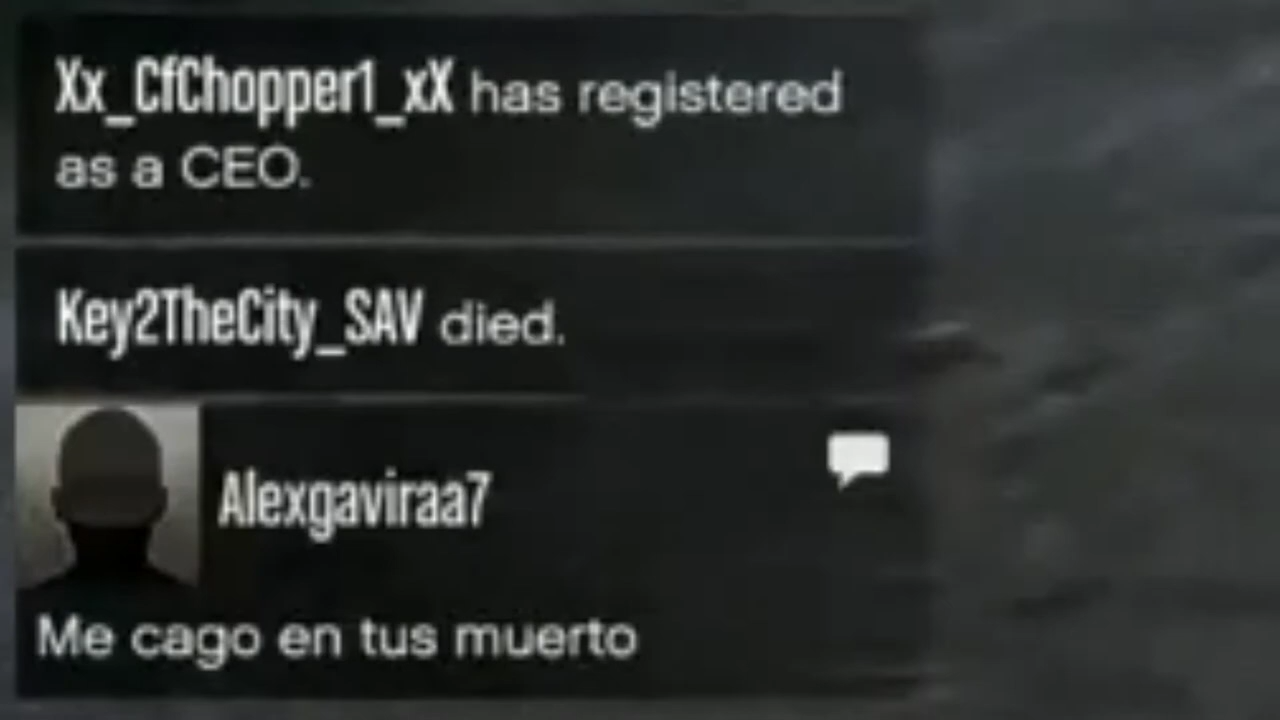 Xx_CfChopper1_xX has registered
as a CEO.
Key2TheCity_SAV died.
Alexgaviraa7
Me cago en tus muerto